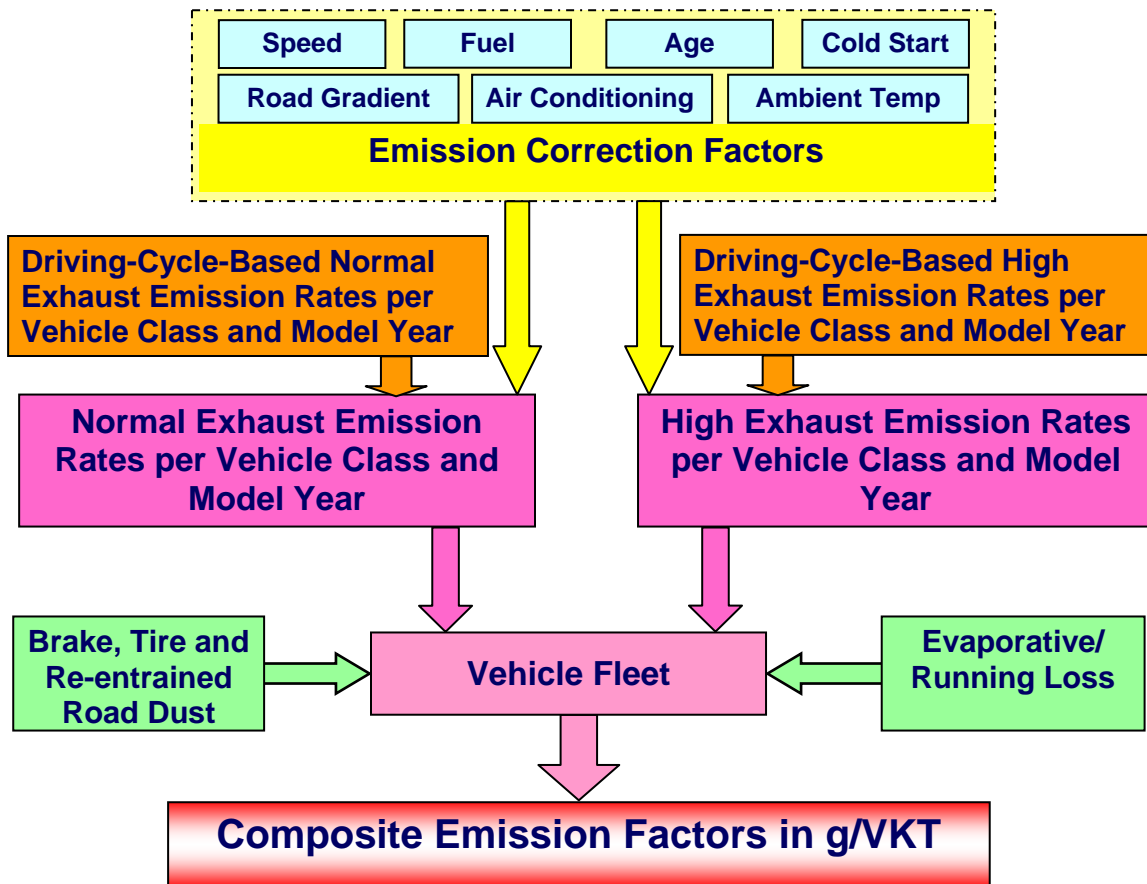 Speed
Fuel
Age
Cold Start
Road Gradient
Air Conditioning
Ambient Temp
Emission Correction Factors
Driving-Cycle-Based Normal
Exhaust Emission Rates per
Vehicle Class and Model Year
Driving-Cycle-Based High
Exhaust Emission Rates per
Vehicle Class and Model Year
Normal Exhaust Emission
Rates per Vehicle Class and
Model Year
High Exhaust Emission Rates
per Vehicle Class and Model
Year
Brake, Tire and
Re-entrained
Road Dust
Vehicle Fleet
Evaporative/
Running Loss
Composite Emission Factors in g/VKT